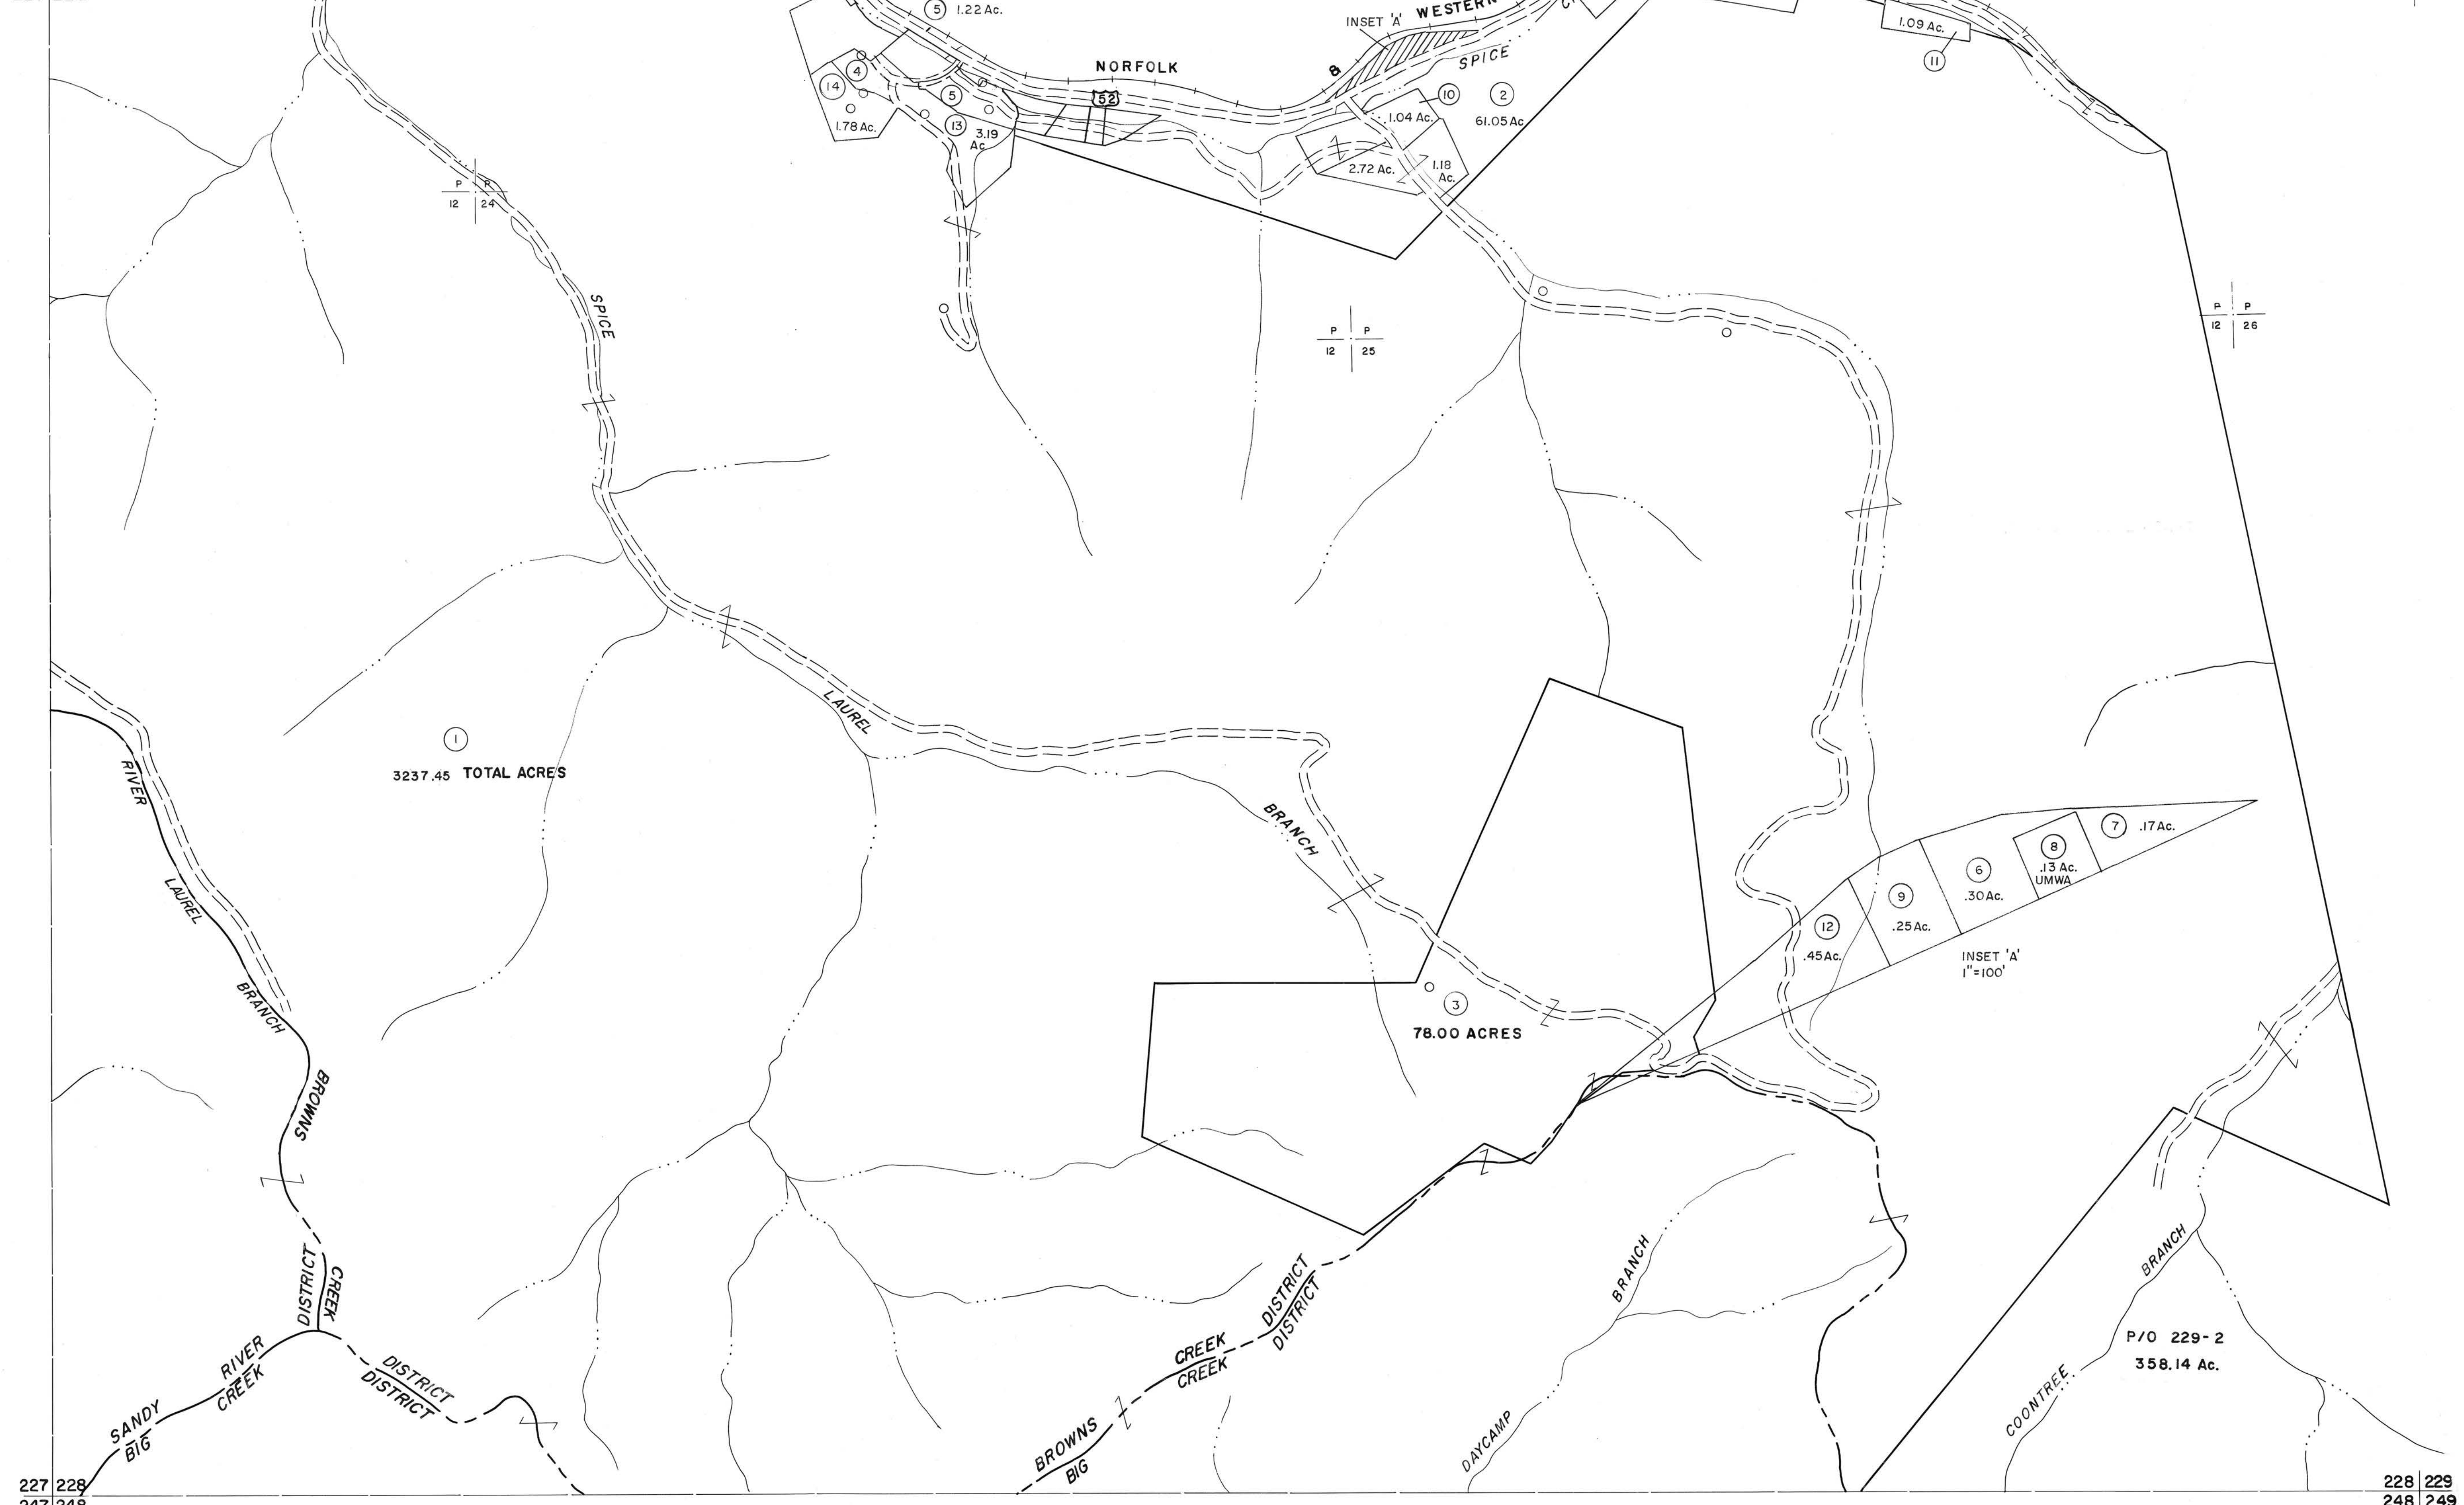 5 1.22 Ac.
INSET 'A' WESTERN
1.09 Ac.
11
NORFOLK
&
SPICE
4
14
1.78 Ac.
5
13 3.19
Ac
52
10
1.04 Ac.
2
61.05 Ac
2.72 Ac.
1.18
Ac.
P P
12 24
SPICE
P P
12 25
P P
12 26
LAUREL
1
3237.45 TOTAL ACRES
RIVER
LAUREL
BRANCH
BRANCH
7 .17 Ac.
8
.13 Ac.
UMWA
6
.30 Ac.
9
.25 Ac.
12
.45 Ac.
INSET 'A'
1"=100'
3
78.00 ACRES
BROWNS
CREEK
DISTRICT
SANDY RIVER
BIG CREEK
DISTRICT
DISTRICT
BROWNS CREEK DISTRICT
BIG CREEK DISTRICT
DAYCAMP BRANCH
COONTREE BRANCH
P/O 229-2
358.14 Ac.
227 228
247 248
228 229
248 249